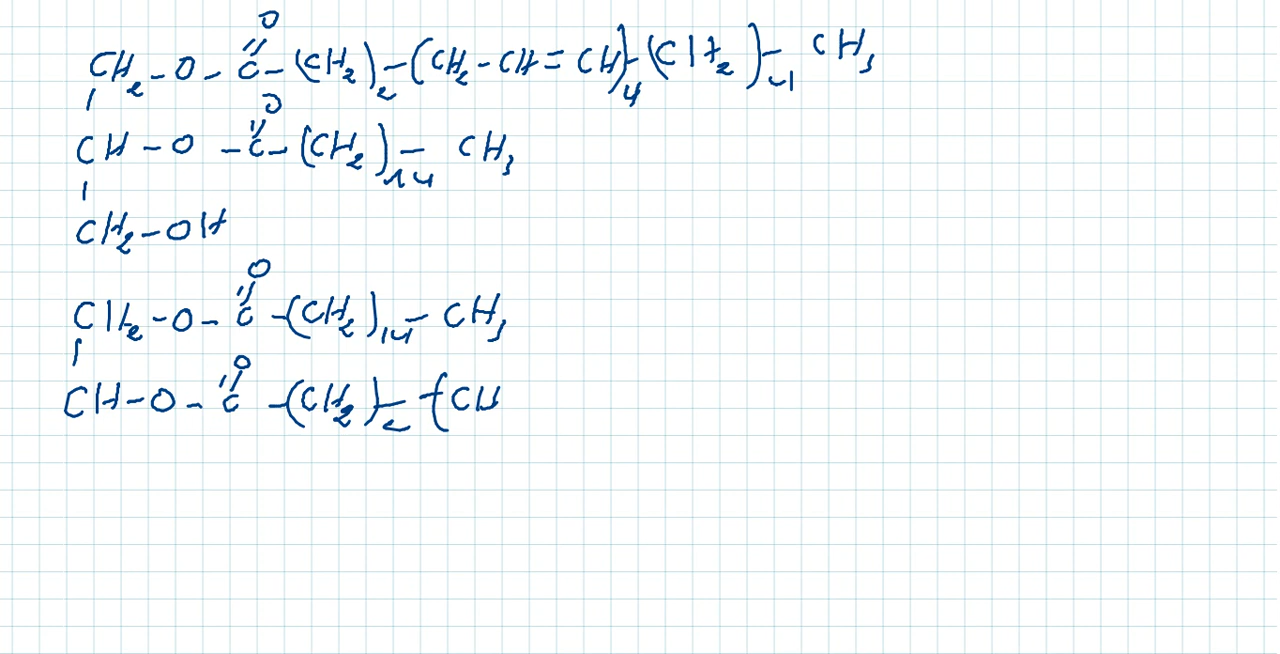 O
CH₂-O-C-(CH₂)₂-(CH₂-CH=CH)₄-(CH₂)₄-CH₃
O
CH-O-C-(CH₂)₁₄-CH₃
CH₂-OH
O
CH₂-O-C-(CH₂)₁₄-CH₃
O
CH-O-C-(CH₂)₂-(CH